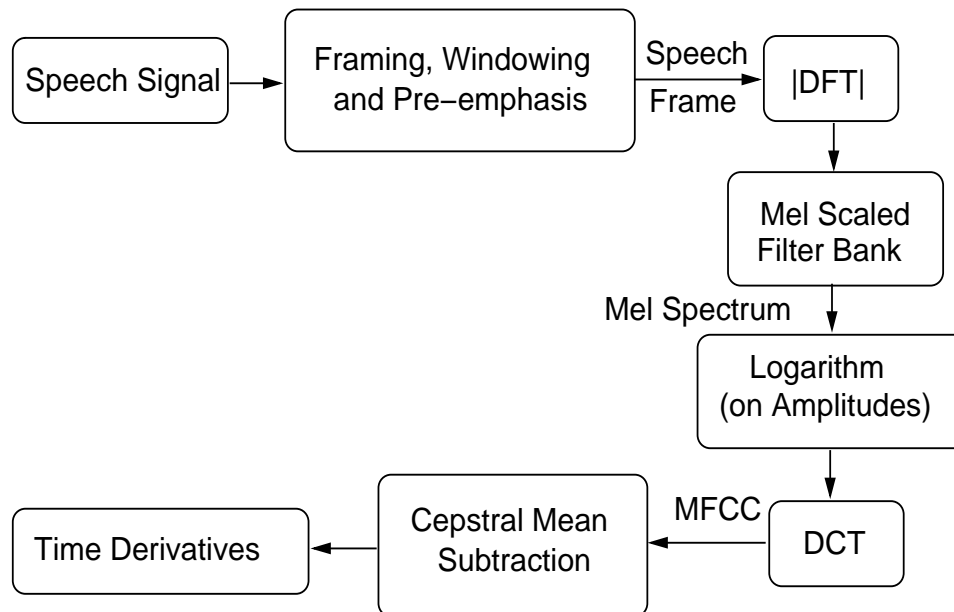 Speech Signal
Framing, Windowing
and Pre−emphasis
Speech
Frame
|DFT|
Mel Scaled
Filter Bank
Mel Spectrum
Logarithm
(on Amplitudes)
DCT
MFCC
Cepstral Mean
Subtraction
Time Derivatives